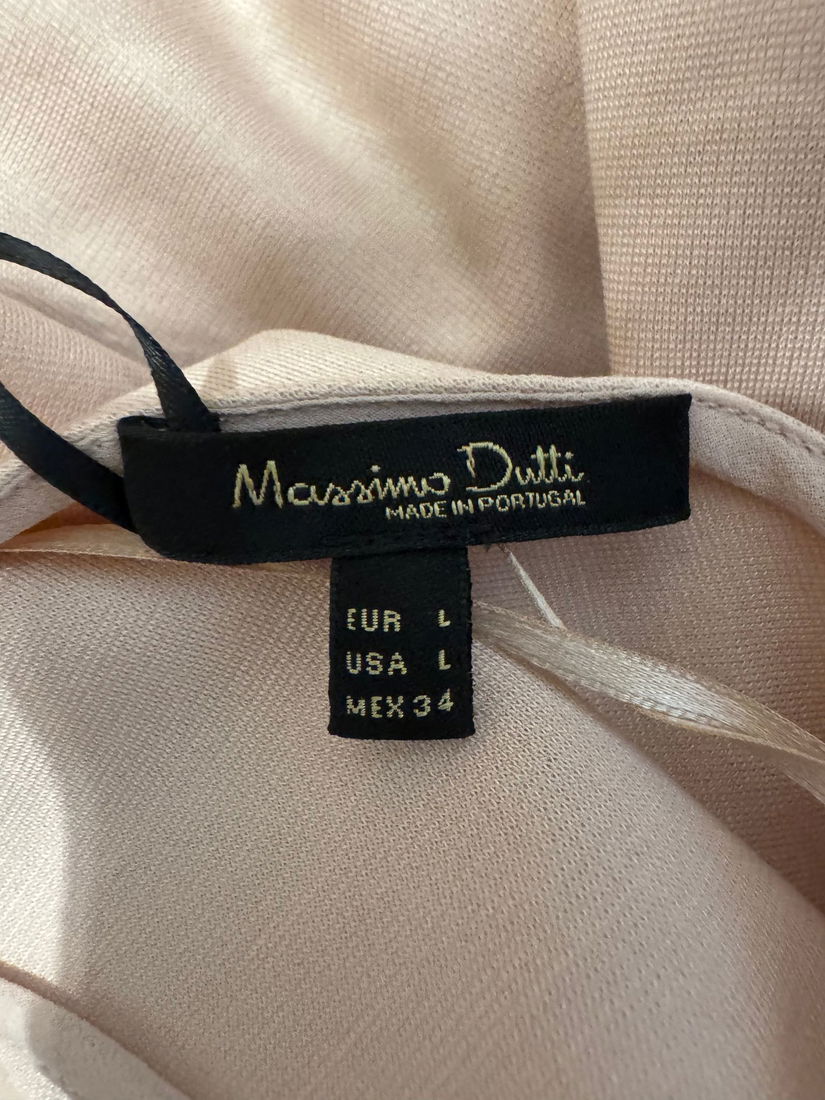 Massimo Dutti
MADE IN PORTUGAL
EUR L
USA L
MEX 34